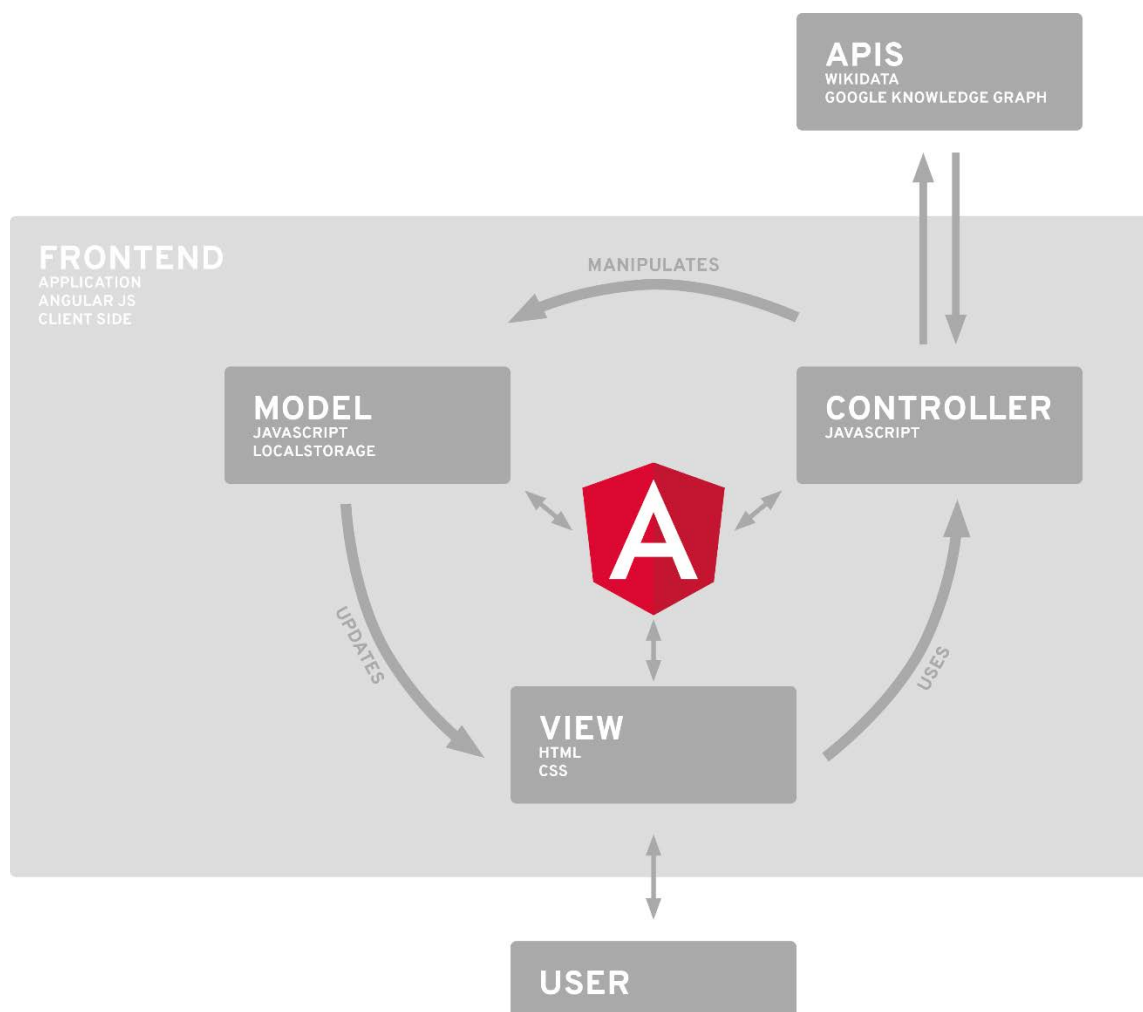 APIS
WIKIDATA
GOOGLE KNOWLEDGE GRAPH
FRONTEND
APPLICATION
ANGULAR JS
CLIENT SIDE
MANIPULATES
MODEL
JAVASCRIPT
LOCALSTORAGE
CONTROLLER
JAVASCRIPT
A
UPDATES
USES
VIEW
HTML
CSS
USER